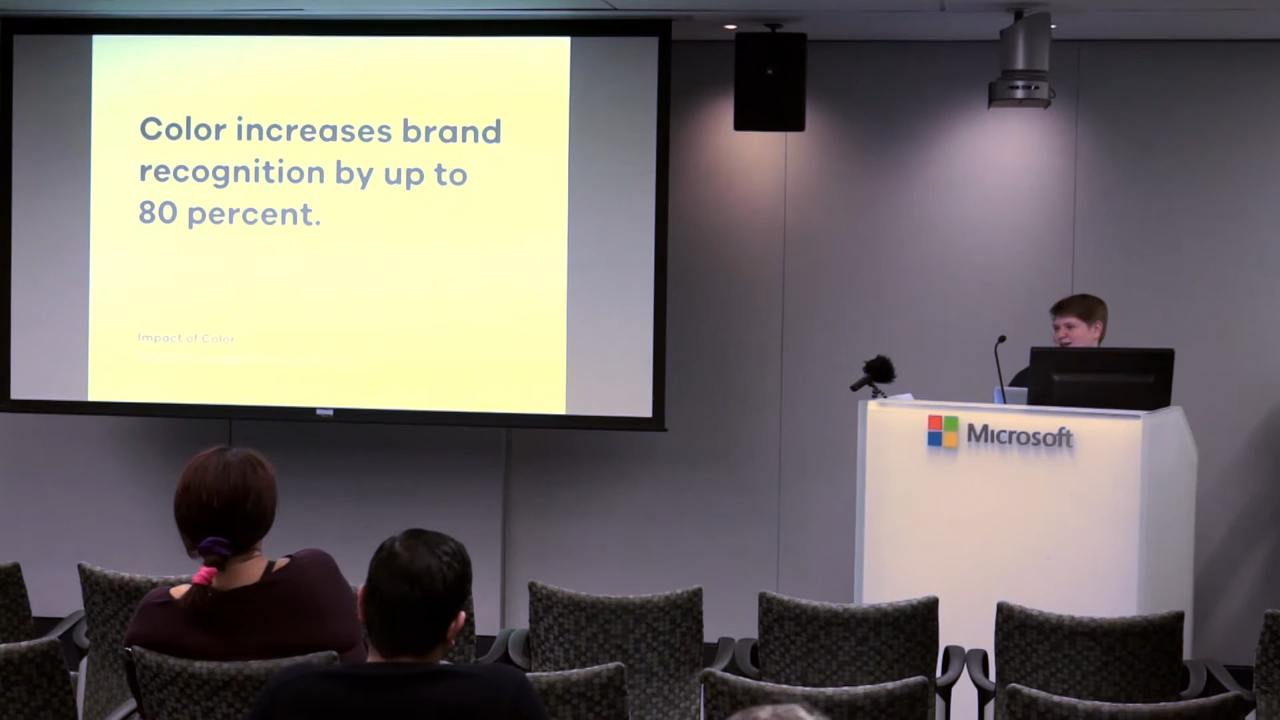 Color increases brand
recognition by up to
80 percent.
Impact of Color
Microsoft